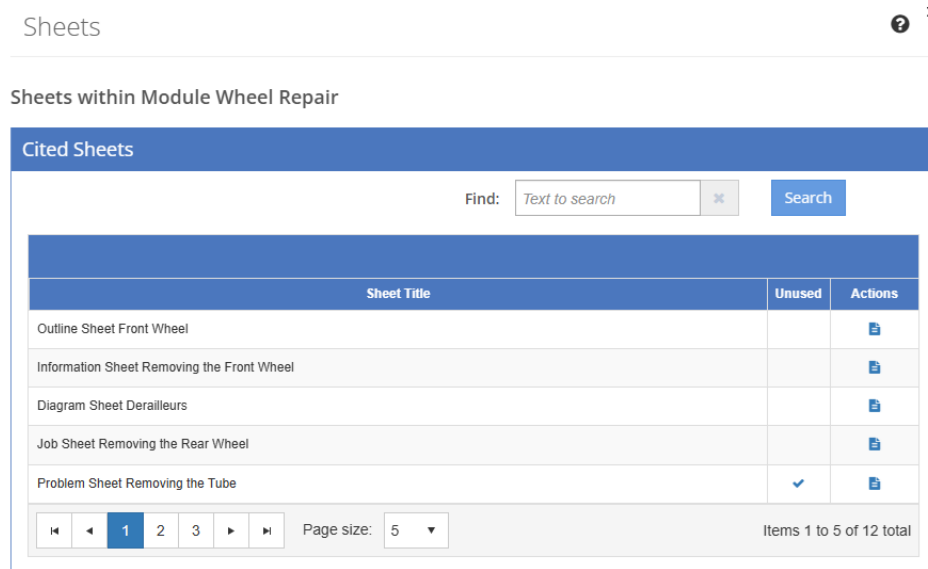 Sheets
Sheets within Module Wheel Repair
Cited Sheets
Find: Text to search Search
Sheet Title Unused Actions
Outline Sheet Front Wheel
Information Sheet Removing the Front Wheel
Diagram Sheet Derailleurs
Job Sheet Removing the Rear Wheel
Problem Sheet Removing the Tube
1 2 3 Page size: 5 Items 1 to 5 of 12 total